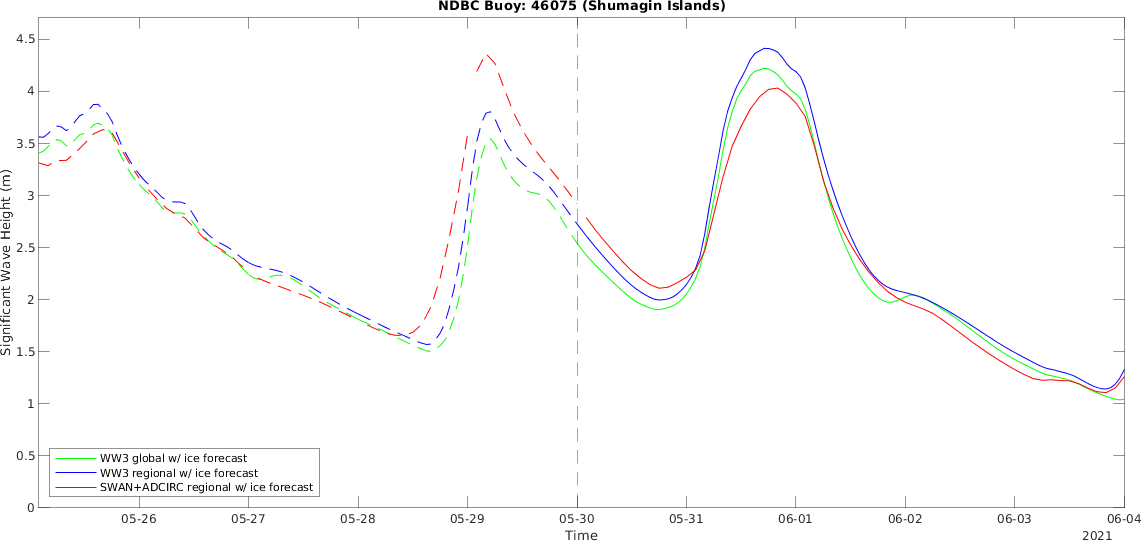 NDBC Buoy: 46075 (Shumagin Islands)
4.5
4
3.5
3
2.5
2
1.5
1
0.5
0
Significant Wave Height (m)
WW3 global w/ ice forecast
WW3 regional w/ ice forecast
SWAN+ADCIRC regional w/ ice forecast
05-26 05-27 05-28 05-29 05-30 05-31 06-01 06-02 06-03 06-04
Time
2021